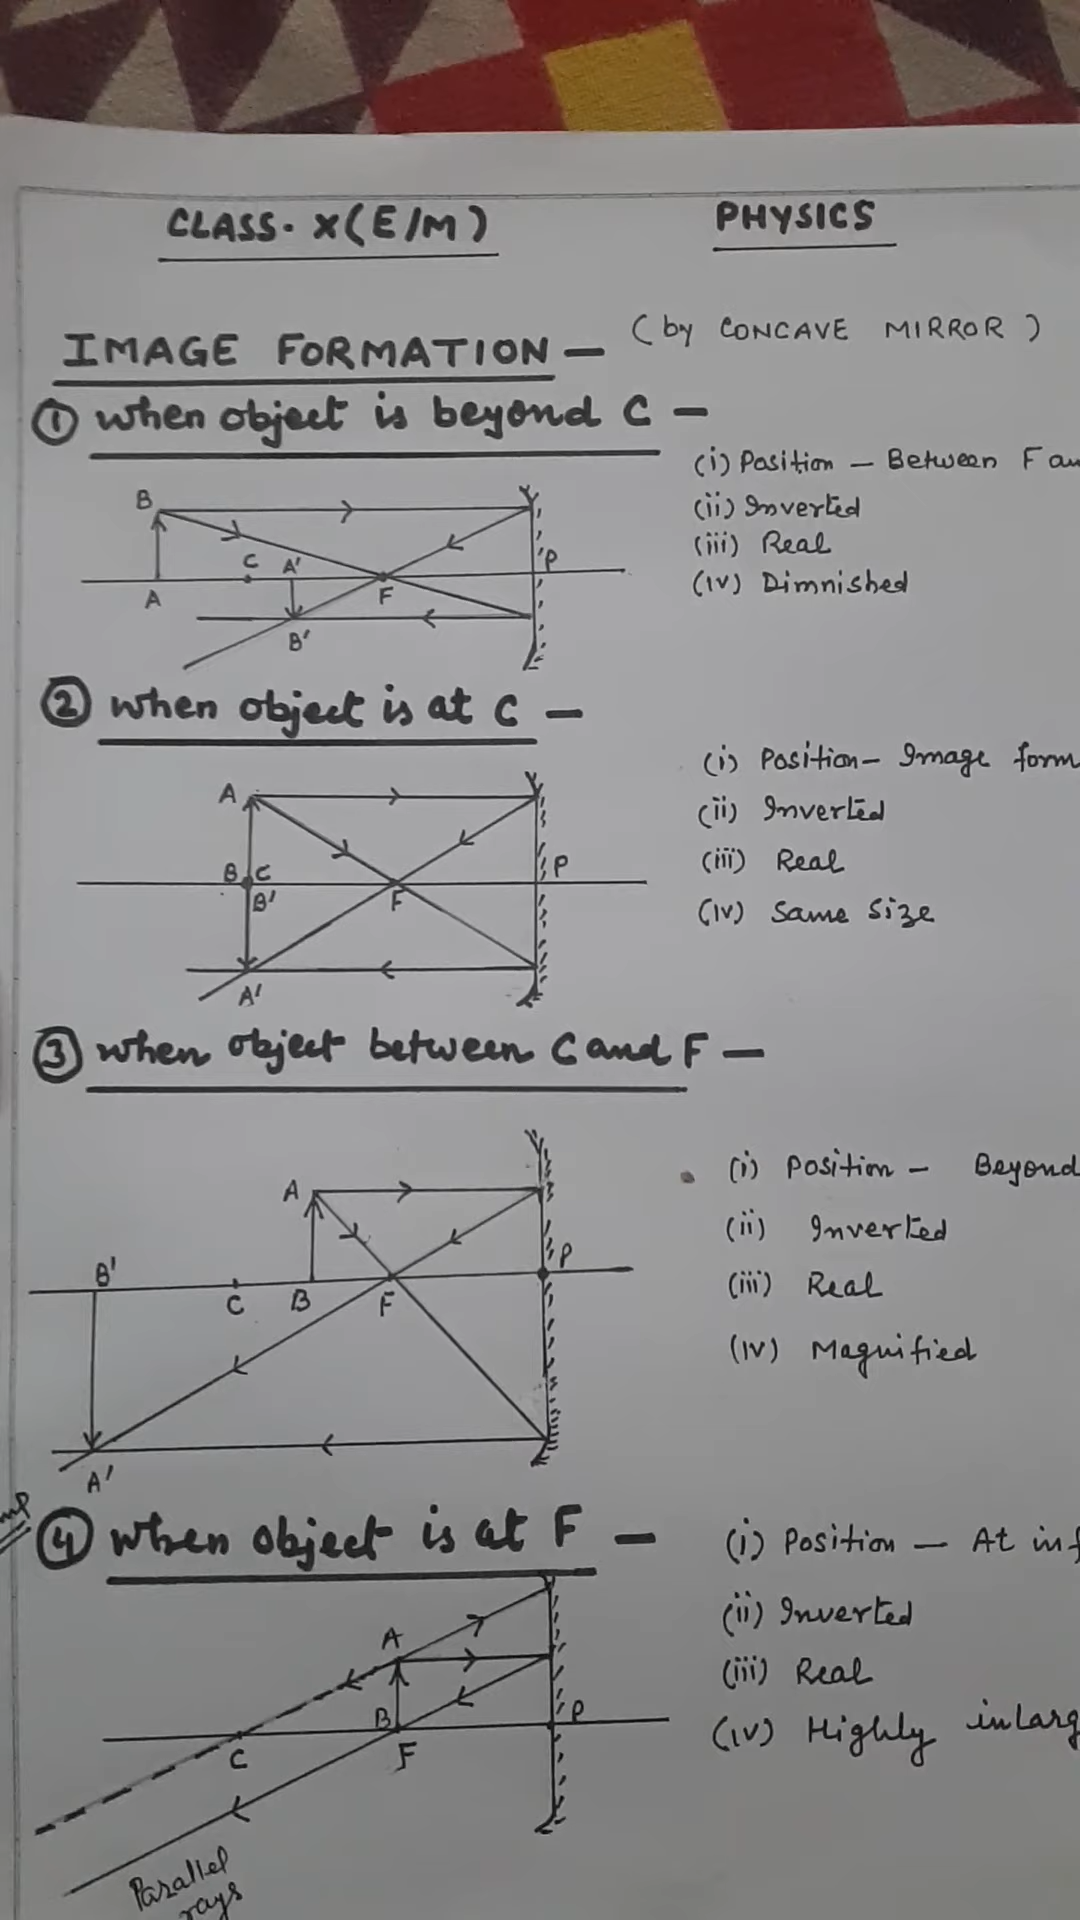 CLASS. X(E/M)
PHYSICS
IMAGE FORMATION — (by CONCAVE MIRROR)
① when object is beyond C —
(i) Position — Between F
(ii) Inverted
(iii) Real
(iv) Dimnished
B
C A' P
A F
B'
② when object is at C —
(i) Position — Image form
(ii) Inverted
(iii) Real
(iv) Same Size
A
B C P
B' F
A'
③ when object between C and F —
(i) Position — Beyond
(ii) Inverted
(iii) Real
(iv) Magnified
A
B' P
C B F
A'
④ when object is at F —
(i) Position — At inf
(ii) Inverted
(iii) Real
(iv) Highly inlarg
A
B P
C F
Parallel
rays